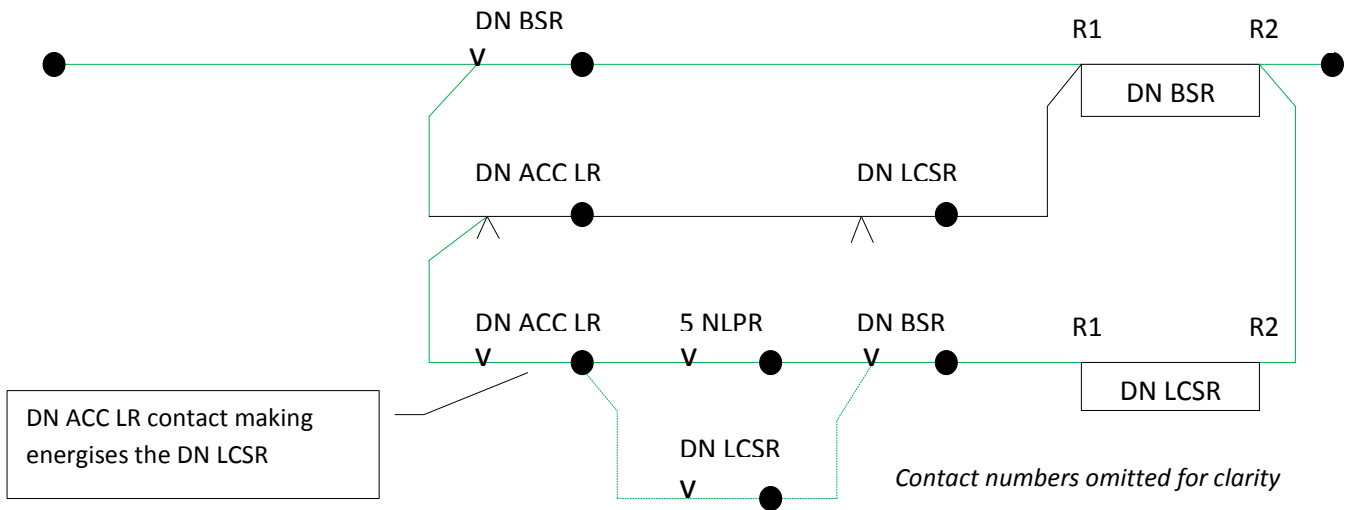 DN BSR
R1
R2
DN BSR
DN ACC LR
DN LCSR
DN ACC LR
5 NLPR
DN BSR
R1
R2
DN LCSR
DN ACC LR contact making
energises the DN LCSR
DN LCSR
Contact numbers omitted for clarity